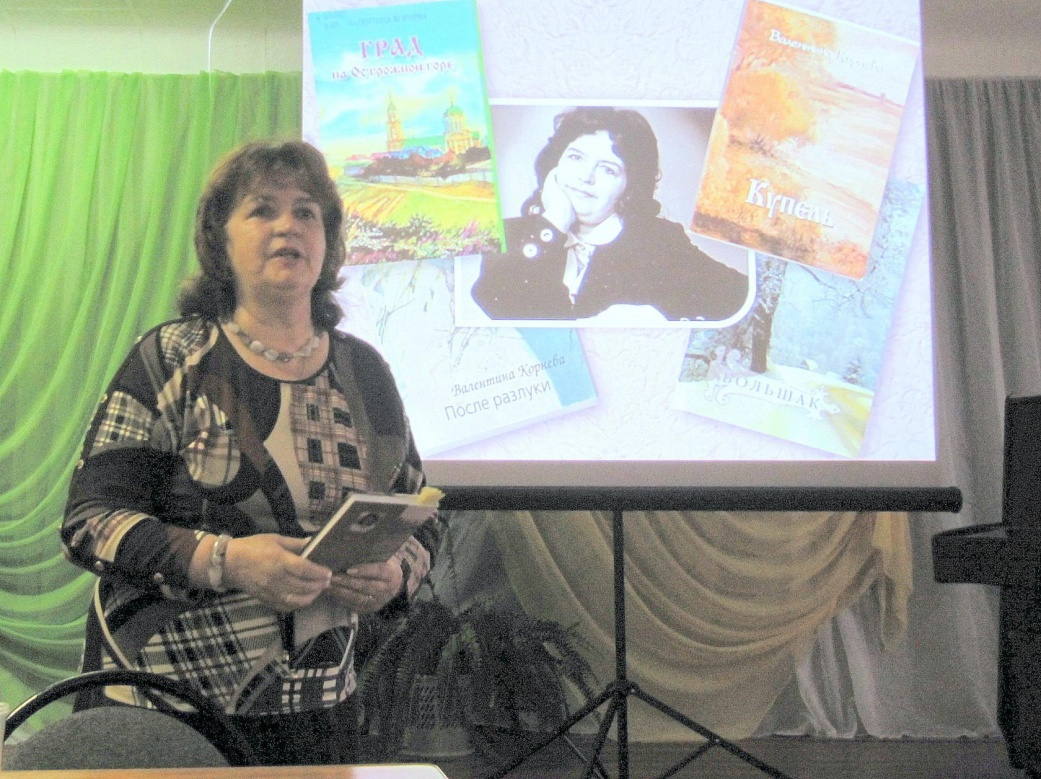 ГРАД
на Острожной горе
Валентина Корнева
Купель
Валентина Корнева
После разлуки
БОЛЬШАК